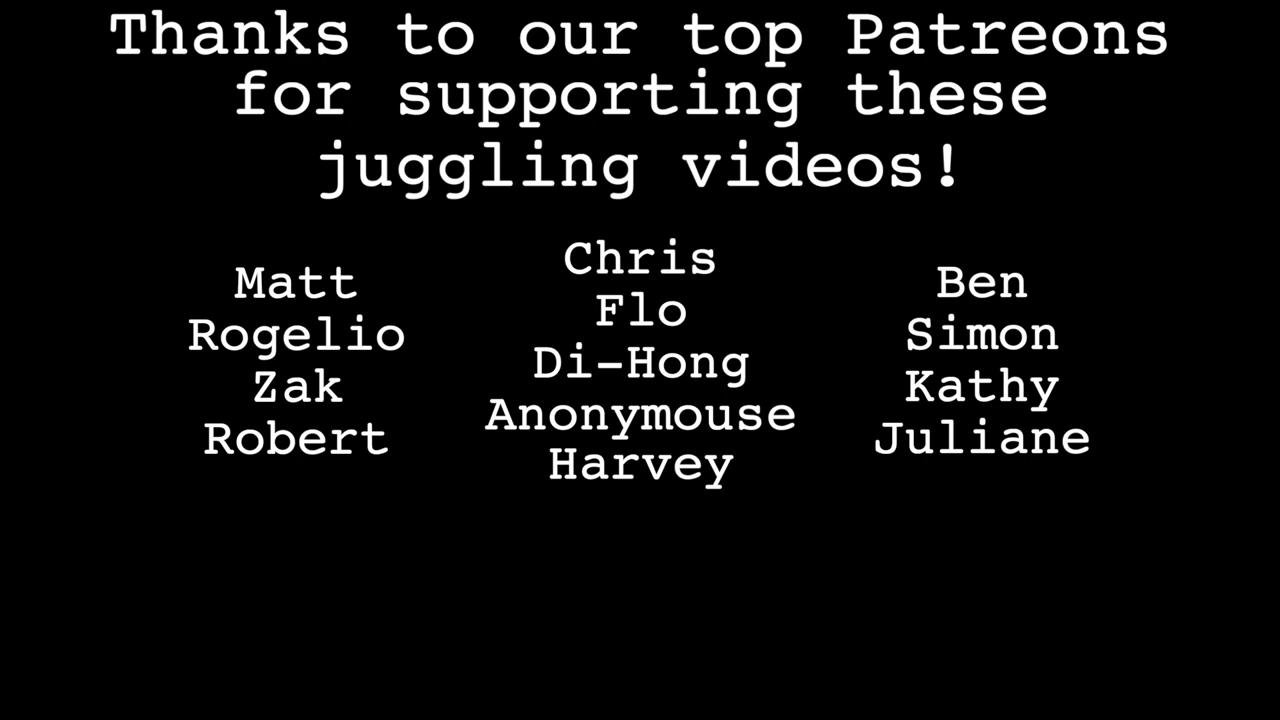 Thanks to our top Patreons
for supporting these
juggling videos!
Matt
Rogelio
Zak
Robert
Chris
Flo
Di-Hong
Anonymouse
Harvey
Ben
Simon
Kathy
Juliane